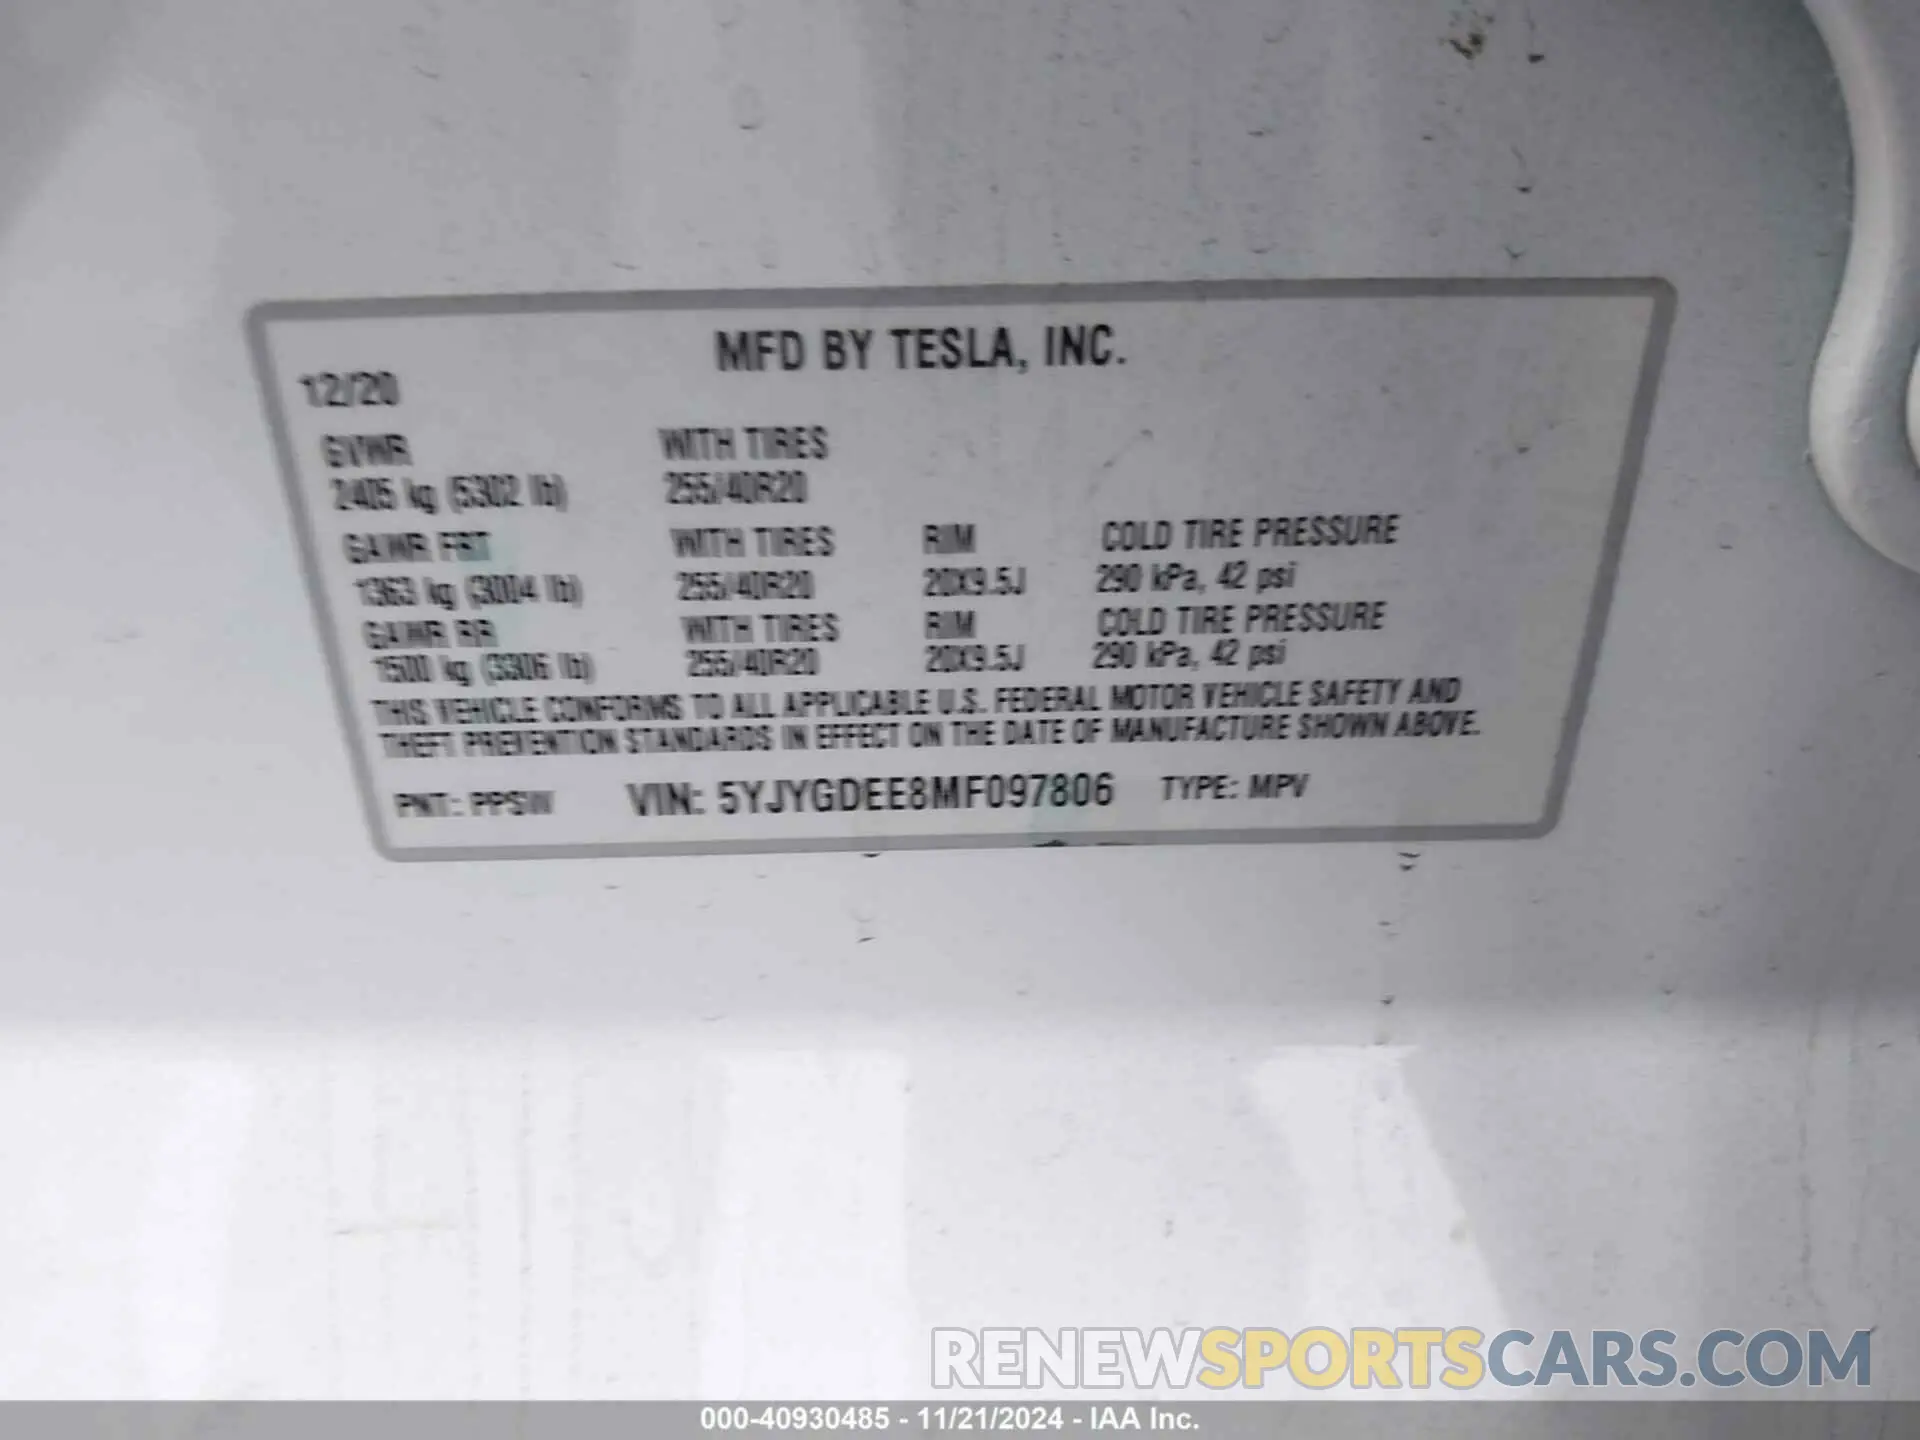 MFD BY TESLA, INC.
12/20
GVWR WITH TIRES
2405 kg (5302 lb) 255/40R20
GAWR FRT WITH TIRES RIM COLD TIRE PRESSURE
1363 kg (3004 lb) 255/40R20 20X9.5J 290 kPa, 42 psi
GAWR RR WITH TIRES RIM COLD TIRE PRESSURE
1500 kg (3306 lb) 255/40R20 20X9.5J 290 kPa, 42 psi
THIS VEHICLE CONFORMS TO ALL APPLICABLE U.S. FEDERAL MOTOR VEHICLE SAFETY AND
THEFT PREVENTION STANDARDS IN EFFECT ON THE DATE OF MANUFACTURE SHOWN ABOVE.
PNT: PPSW VIN: 5YJYGDEE8MF097806 TYPE: MPV
RENEWSPORTSCARS.COM
000-40930485 - 11/21/2024 - IAA Inc.